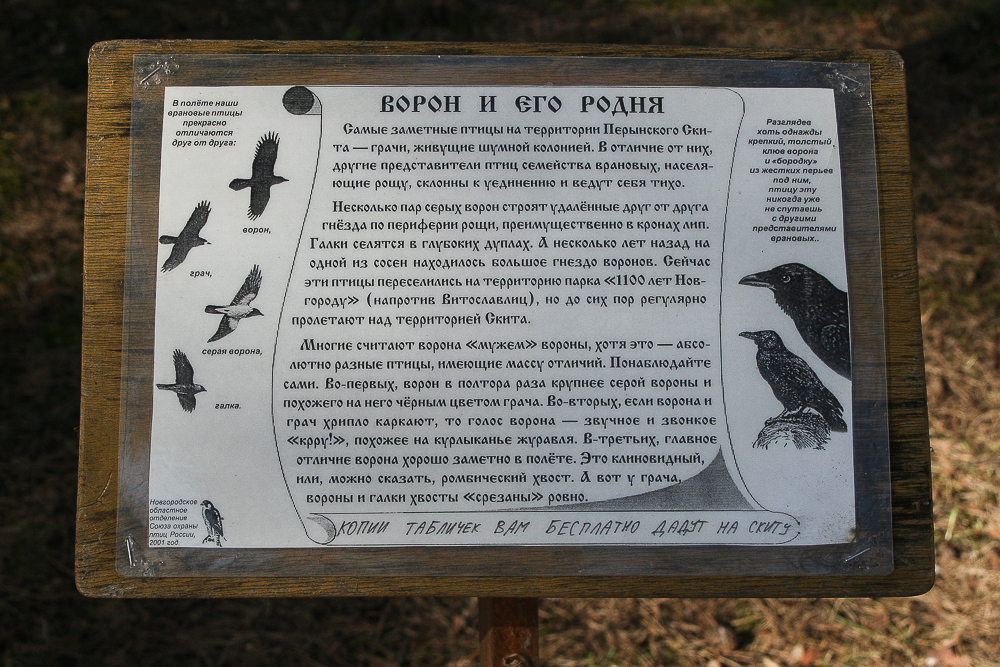 В полёте наши
врановые птицы
прекрасно
отличаются
друг от друга:
ворон,
грач,
серая ворона,
галка.
Новгородское
областное
отделение
Союза охраны
птиц России,
2001 год.
ВОРОН И ЕГО РОДНЯ
Самые заметные птицы на территории Перынского Ски-
та — грачи, живущие шумной колонией. В отличие от них,
другие представители птиц семейства врановых, населя-
ющие рощу, склонны к уединению и ведут себя тихо.
Несколько пар серых ворон строят удалённые друг от друга
гнёзда по периферии рощи, преимущественно в кронах лип.
Галки селятся в глубоких дуплах. А несколько лет назад на
одной из сосен находилось большое гнездо воронов. Сейчас
эти птицы переселились на территорию парка «1100 лет Нов-
городу» (напротив Витославлиц), но до сих пор регулярно
пролетают над территорией Скита.
Многие считают ворона «мужем» вороны, хотя это — абсо-
лютно разные птицы, имеющие массу отличий. Понаблюдайте
сами. Во-первых, ворон в полтора раза крупнее серой вороны и
похожего на него чёрным цветом грача. Во-вторых, если ворона и
грач хрипло каркают, то голос ворона — звучное и звонкое
«крру!», похожее на курлыканье журавля. В-третьих, главное
отличие ворона хорошо заметно в полёте. Это клиновидный,
или, можно сказать, ромбический хвост. А вот у грача,
вороны и галки хвосты «срезаны» ровно.
КОПИИ ТАБЛИЧЕК ВАМ БЕСПЛАТНО ДАДУТ НА СКИТУ
Разглядев
хоть однажды
крепкий, толстый
клюв ворона
и «бородку»
из жестких перьев
под ним,
птицу эту
никогда уже
не спутаешь
с другими
представителями
врановых..